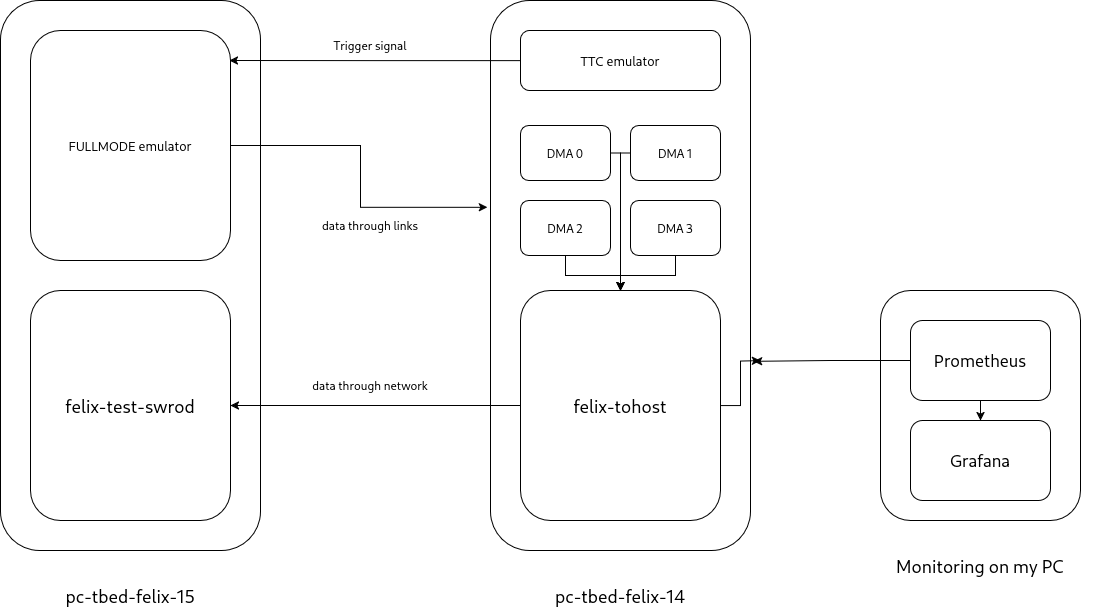 Trigger signal
TTC emulator
FULLMODE emulator
DMA 0
DMA 1
data through links
DMA 2
DMA 3
felix-test-swrod
data through network
felix-tohost
Prometheus
Grafana
Monitoring on my PC
pc-tbed-felix-15
pc-tbed-felix-14